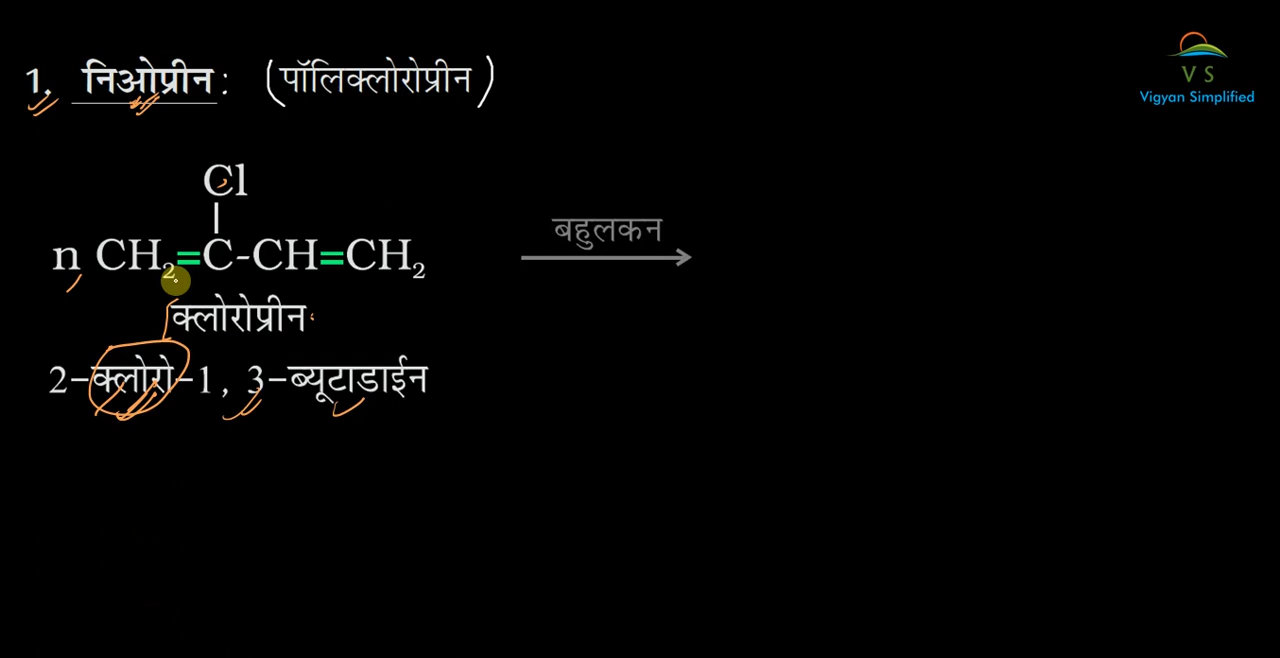 1. निओप्रीन : (पॉलिक्लोरोप्रीन)
V S
Vigyan Simplified
Cl
n CH₂=C-CH=CH₂
बहुलकन
क्लोरोप्रीन
2-क्लोरो-1, 3-ब्यूटाडाईन